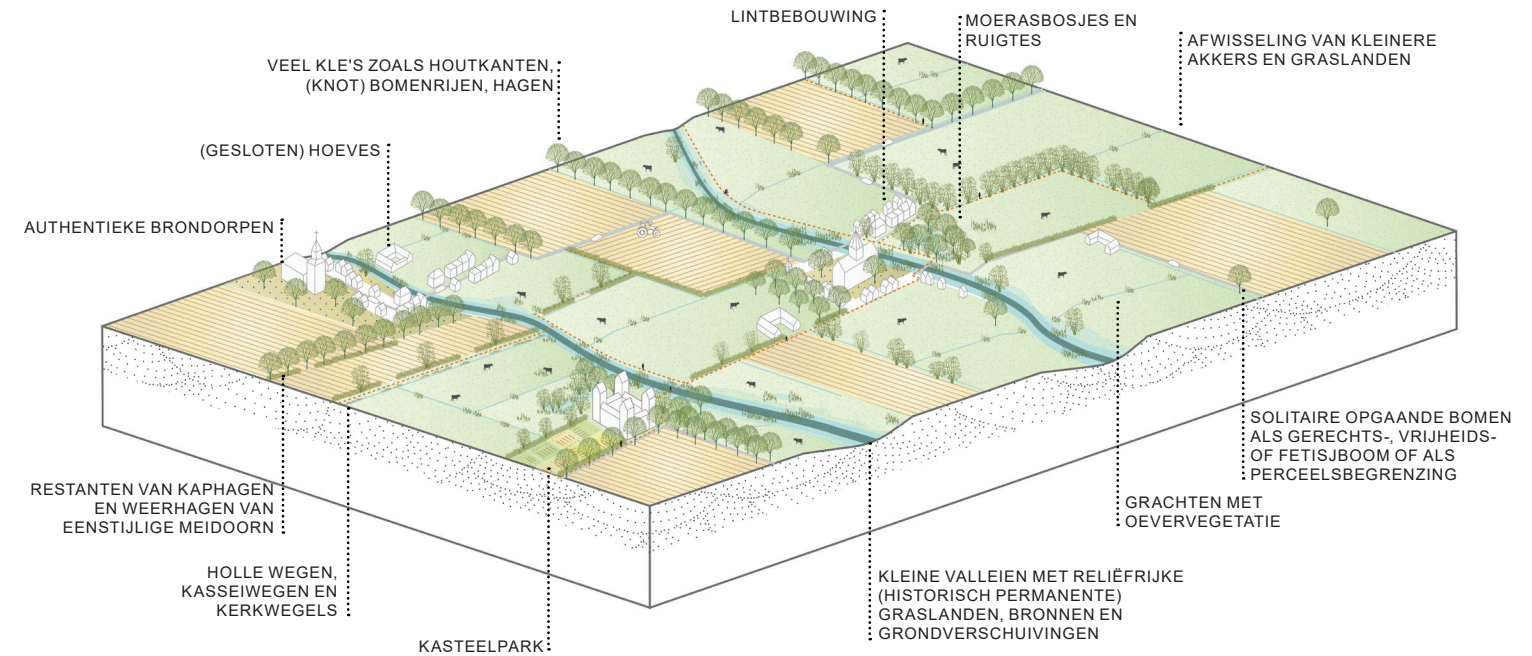 LINTBEBOUWING
MOERASBOSJES EN
RUIGTES
AFWISSELING VAN KLEINERE
AKKERS EN GRASLANDEN
VEEL KLE'S ZOALS HOUTKANTEN,
(KNOT) BOMENRIJEN, HAGEN
(GESLOTEN) HOEVES
AUTHENTIEKE BRONDORPEN
RESTANTEN VAN KAPHAGEN
EN WEERHAGEN VAN
EENSTIJLIGE MEIDOORN
HOLLE WEGEN,
KASSEIWEGEN EN
KERKWEGELS
KASTEELPARK
KLEINE VALLEIEN MET RELIËFRIJKE
(HISTORISCH PERMANENTE)
GRASLANDEN, BRONNEN EN
GRONDVERSCHUIVINGEN
GRACHTEN MET
OEVERVEGETATIE
SOLITAIRE OPGAANDE BOMEN
ALS GERECHTS-, VRIJHEIDS-
OF FETISJBOOM OF ALS
PERCEELSBEGRENZING